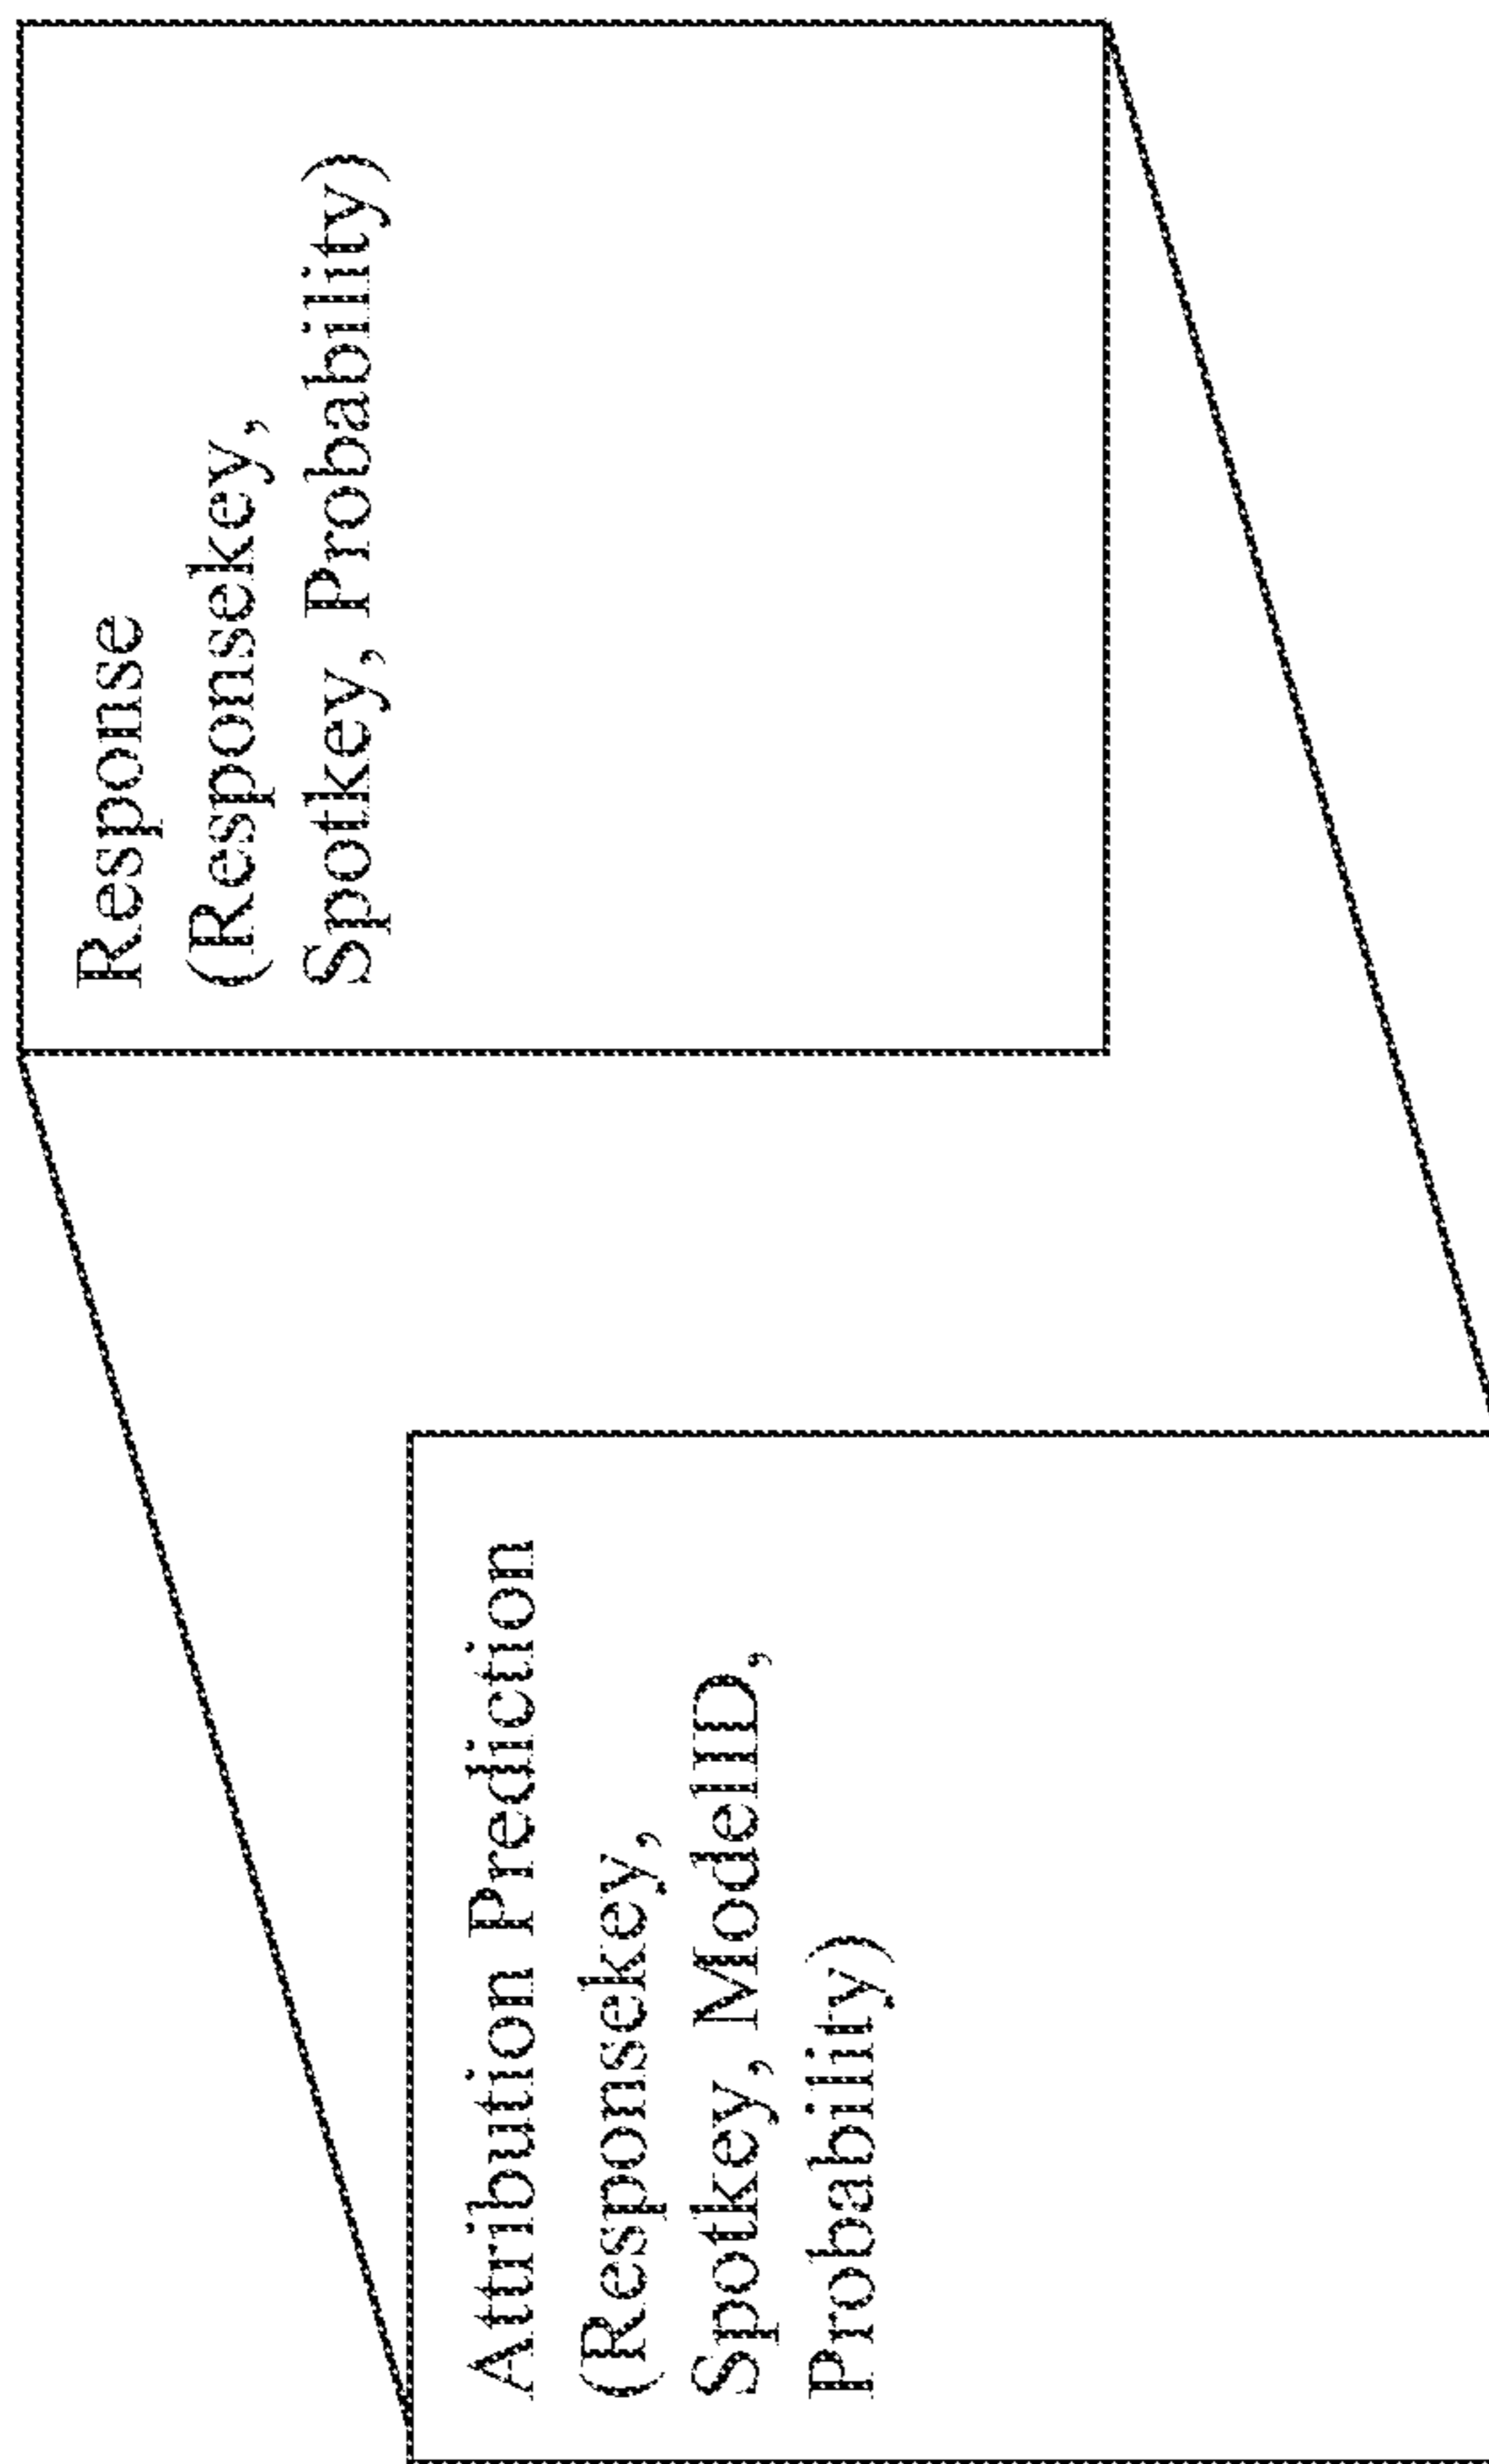 Response
(Responsekey,
Spotkey, Probability)
Attribution Prediction
(Responsekey,
Spotkey, ModelID,
Probability)